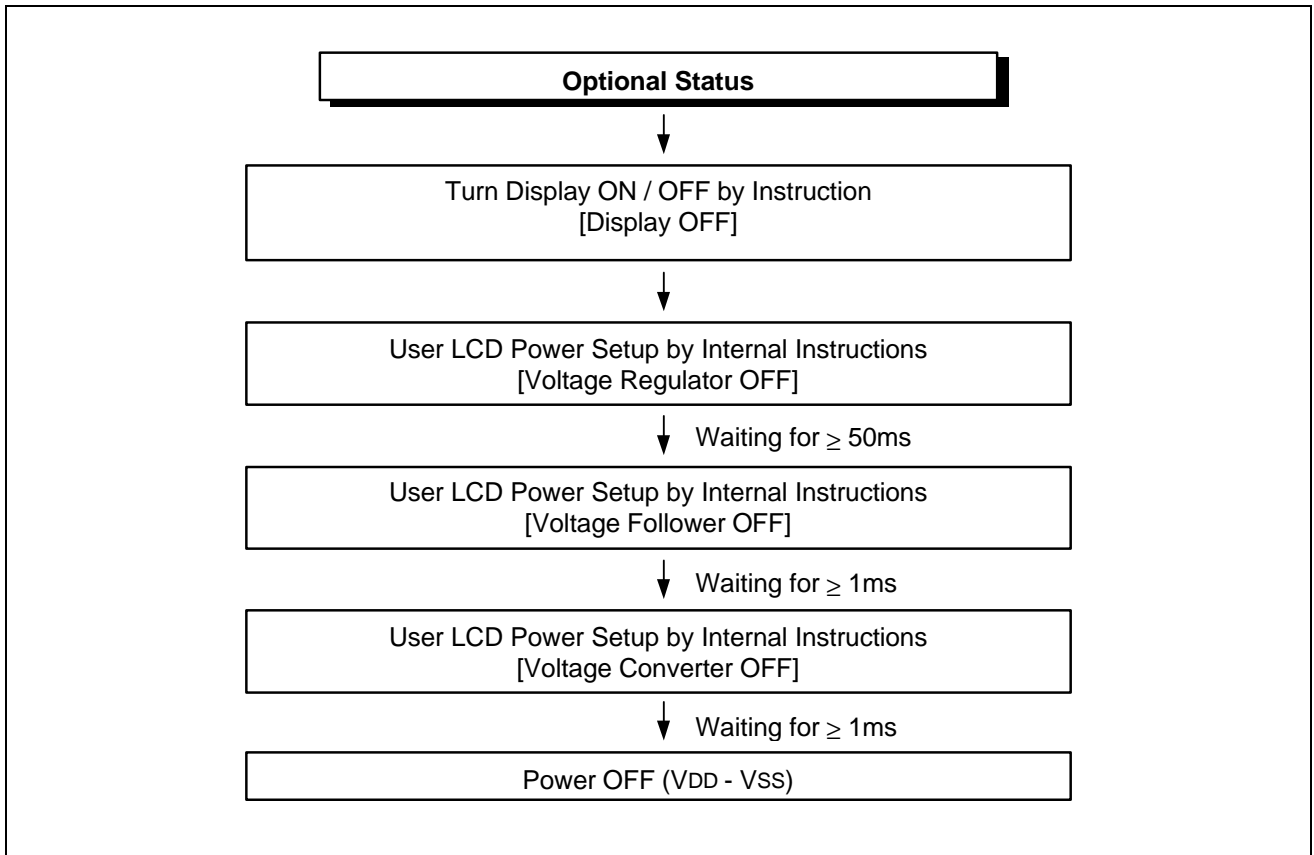 Optional Status
Turn Display ON / OFF by Instruction
[Display OFF]
User LCD Power Setup by Internal Instructions
[Voltage Regulator OFF]
Waiting for ≥ 50ms
User LCD Power Setup by Internal Instructions
[Voltage Follower OFF]
Waiting for ≥ 1ms
User LCD Power Setup by Internal Instructions
[Voltage Converter OFF]
Waiting for ≥ 1ms
Power OFF (VDD - VSS)